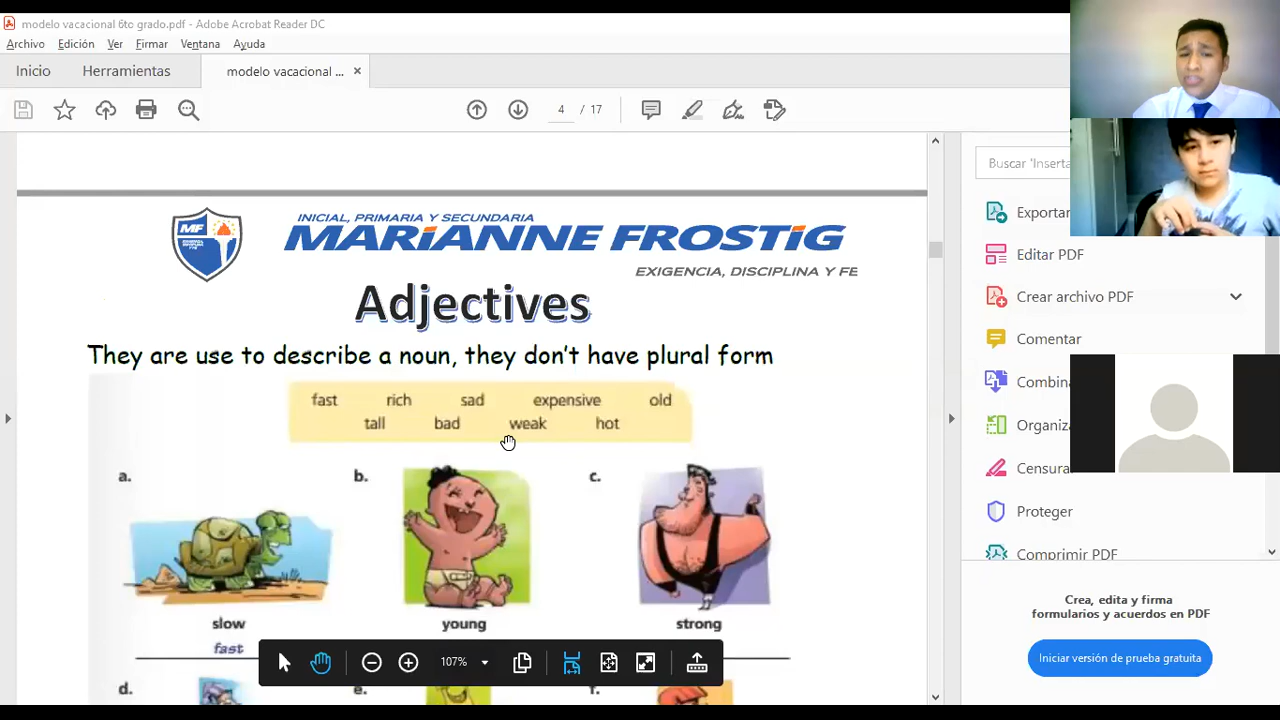 modelo vacacional 6to grado.pdf - Adobe Acrobat Reader DC
Archivo Edición Ver Firmar Ventana Ayuda
Inicio Herramientas modelo vacacional ... ×
4 / 17
Buscar 'Inserta
INICIAL, PRIMARIA Y SECUNDARIA
MARiANNE FROSTiG
EXIGENCIA, DISCIPLINA Y FE
MF
Adjectives
They are use to describe a noun, they don't have plural form
fast rich sad expensive old
tall bad weak hot
a. b. c.
slow young strong
fast
d. e. f.
107%
Exportar
Editar PDF
Crear archivo PDF
Comentar
Combina
Organiza
Censura
Proteger
Comprimir PDF
Crea, edita y firma
formularios y acuerdos en PDF
Iniciar versión de prueba gratuita